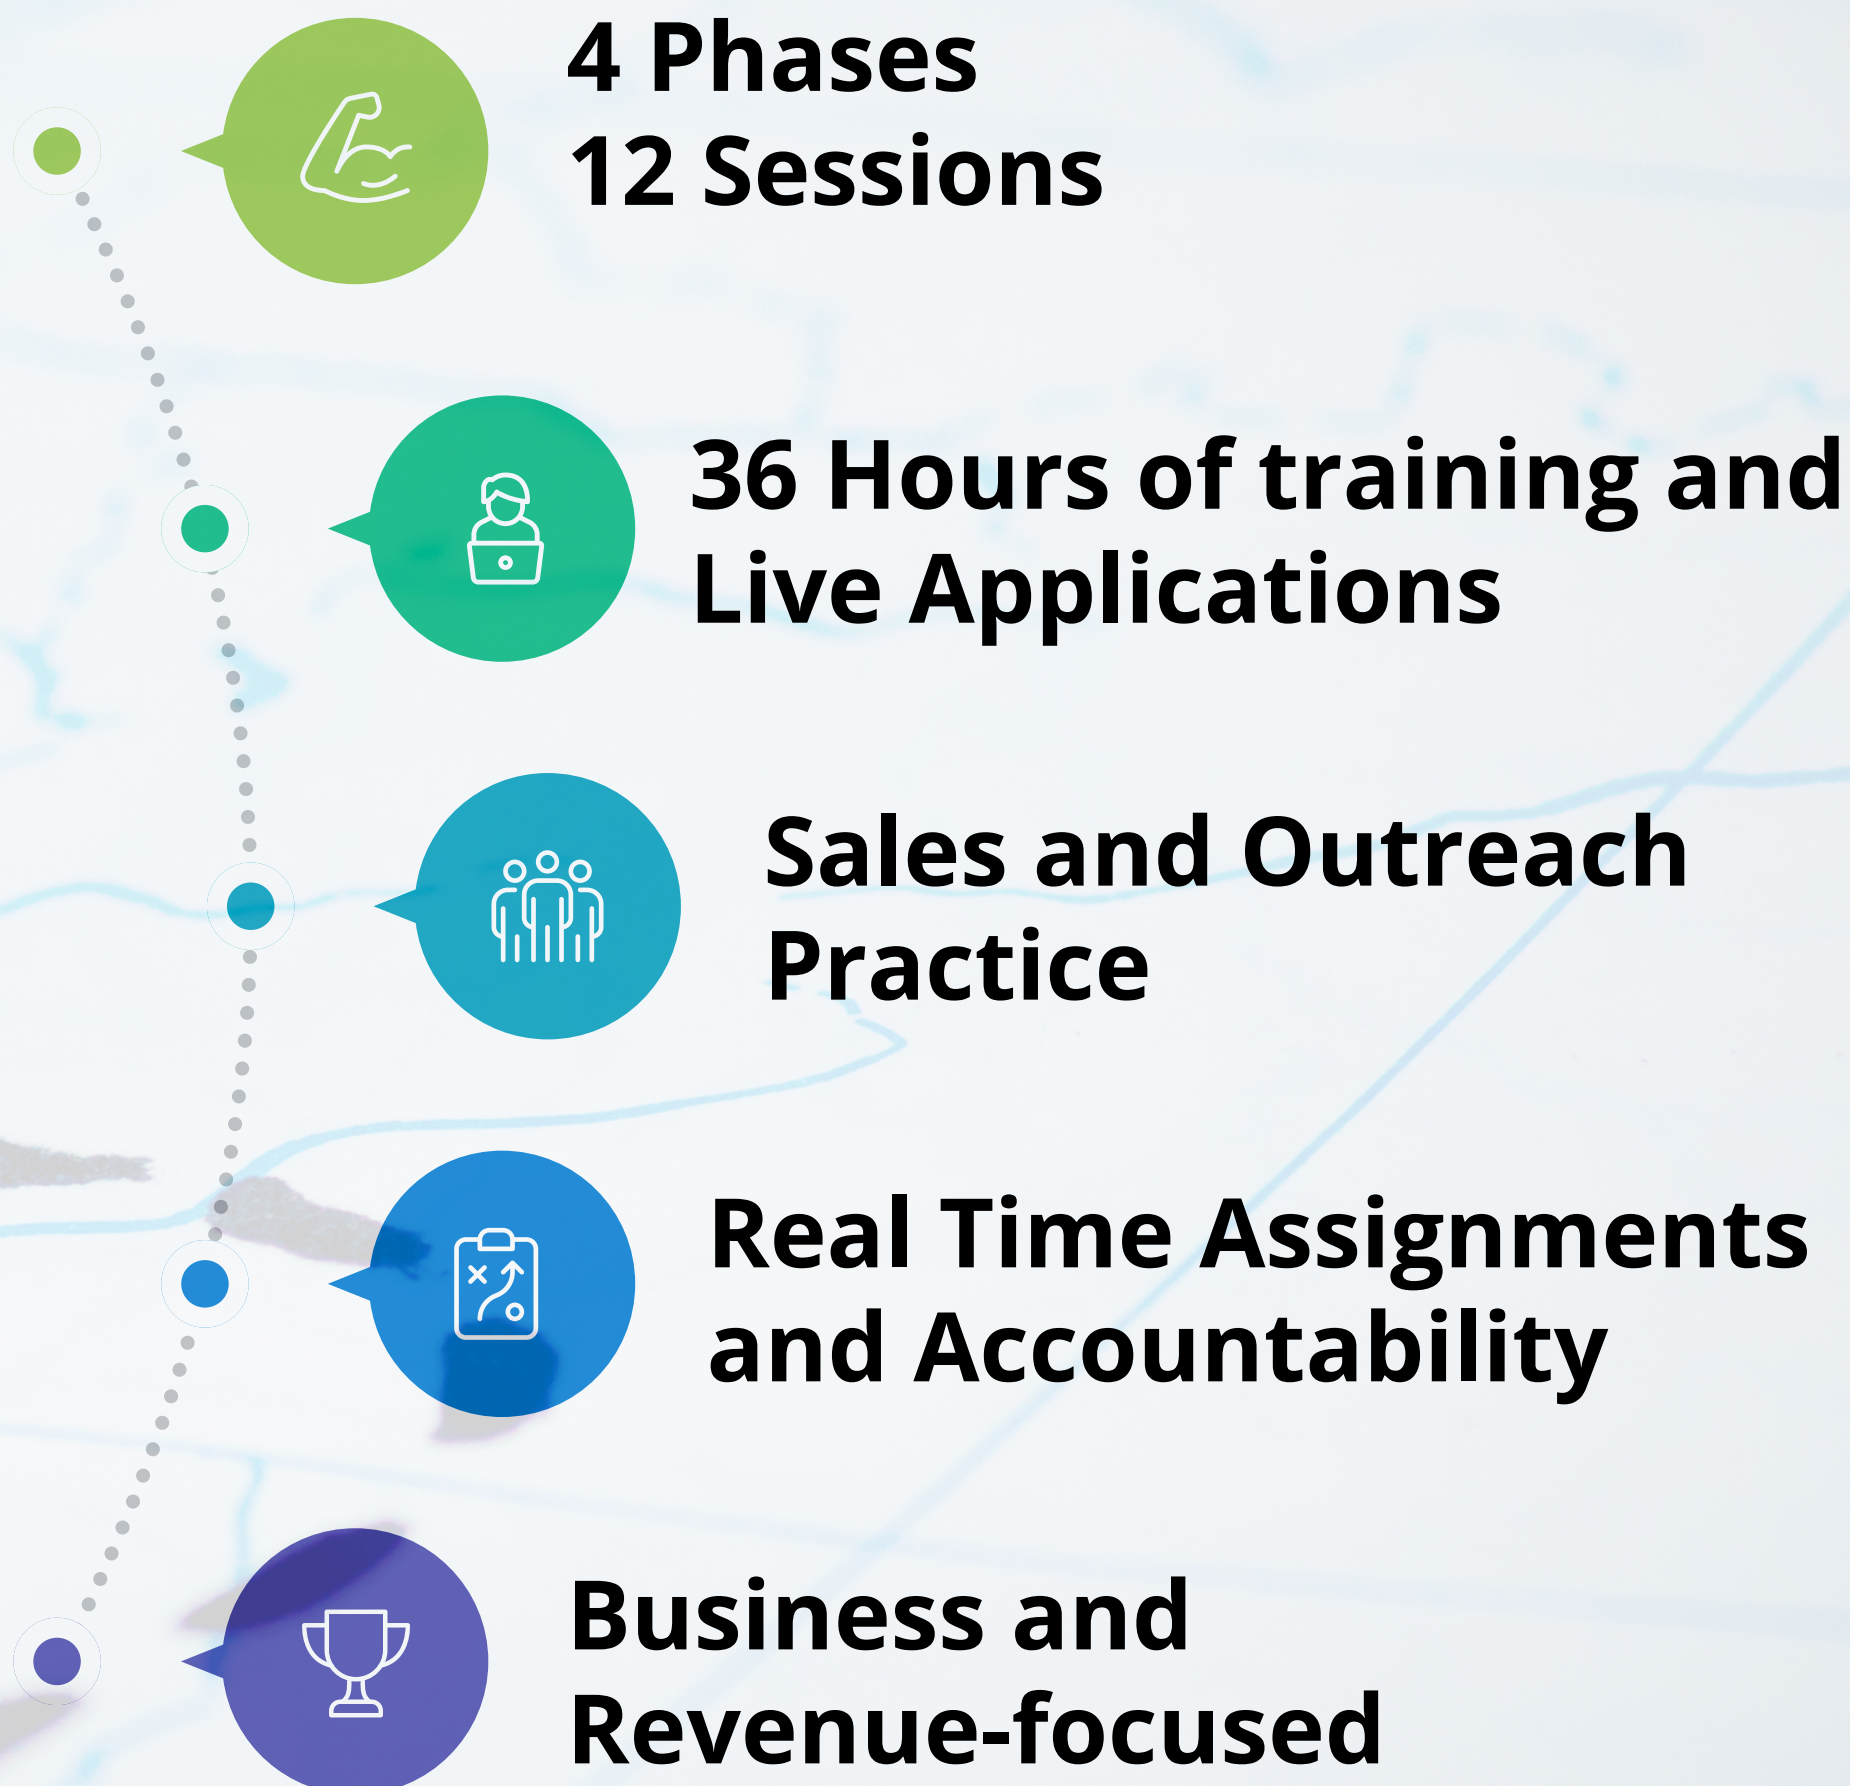 4 Phases
12 Sessions
36 Hours of training and
Live Applications
Sales and Outreach
Practice
Real Time Assignments
and Accountability
Business and
Revenue-focused